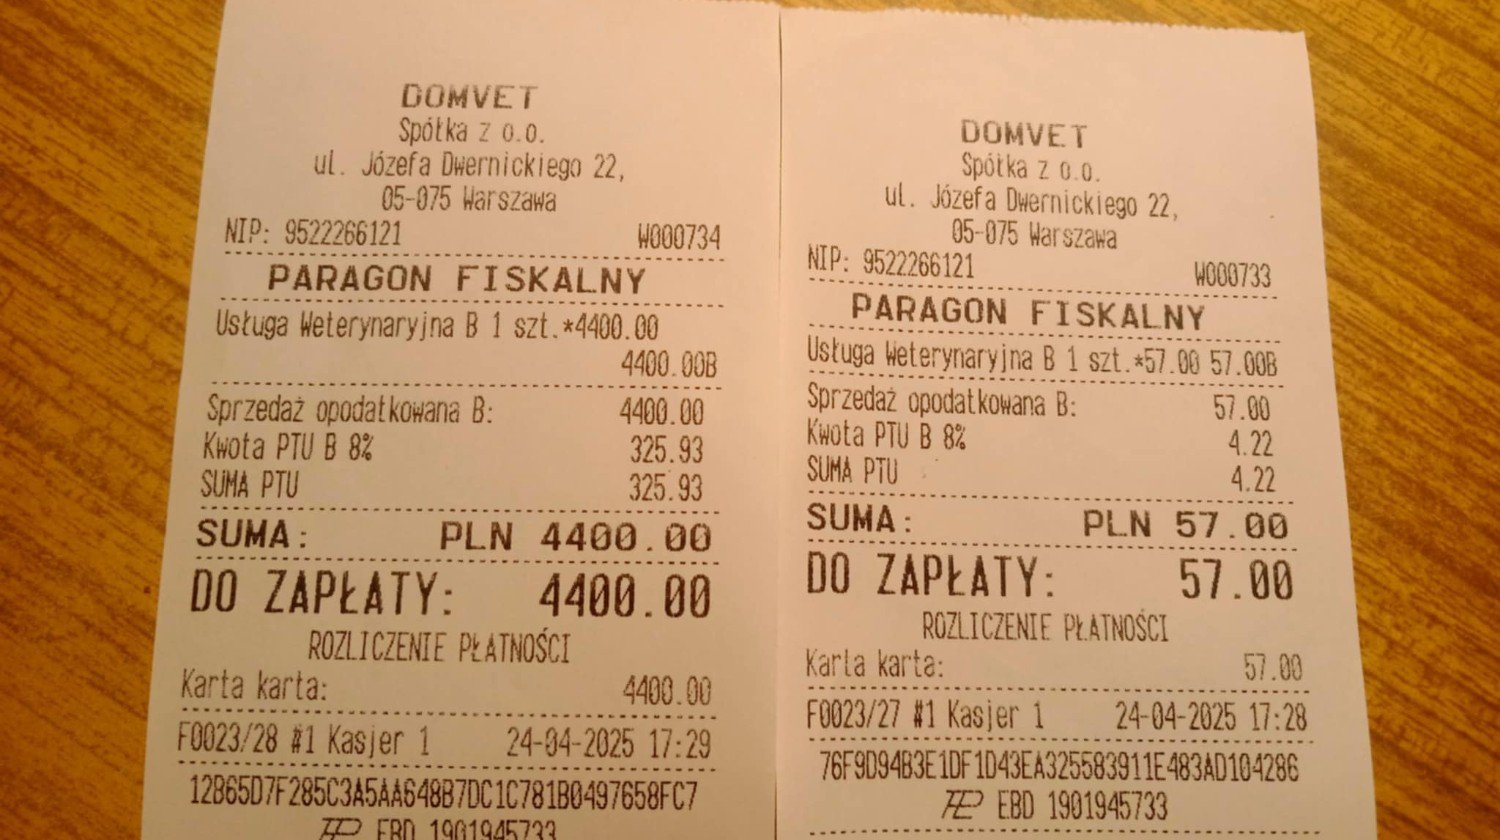 DOMVET
Spółka z o.o.
ul. Józefa Dwernickiego 22,
05-075 Warszawa
NIP: 9522266121 W000734
PARAGON FISKALNY
Usługa Weterynaryjna B 1 szt.*4400.00
4400.00B
Sprzedaż opodatkowana B: 4400.00
Kwota PTU B 8% 325.93
SUMA PTU 325.93
SUMA: PLN 4400.00
DO ZAPŁATY: 4400.00
ROZLICZENIE PŁATNOŚCI
Karta karta: 4400.00
F0023/28 #1 Kasjer 1 24-04-2025 17:29
12B65D7F285C3A5AA648B7DC1C781B0497658FC7
EBD 1901945733
DOMVET
Spółka z o.o.
ul. Józefa Dwernickiego 22,
05-075 Warszawa
NIP: 9522266121 W000733
PARAGON FISKALNY
Usługa Weterynaryjna B 1 szt.*57.00 57.00B
Sprzedaż opodatkowana B: 57.00
Kwota PTU B 8% 4.22
SUMA PTU 4.22
SUMA: PLN 57.00
DO ZAPŁATY: 57.00
ROZLICZENIE PŁATNOŚCI
Karta karta: 57.00
F0023/27 #1 Kasjer 1 24-04-2025 17:28
76F9D94B3E1DF1D43EA325583911E483AD104286
EBD 1901945733